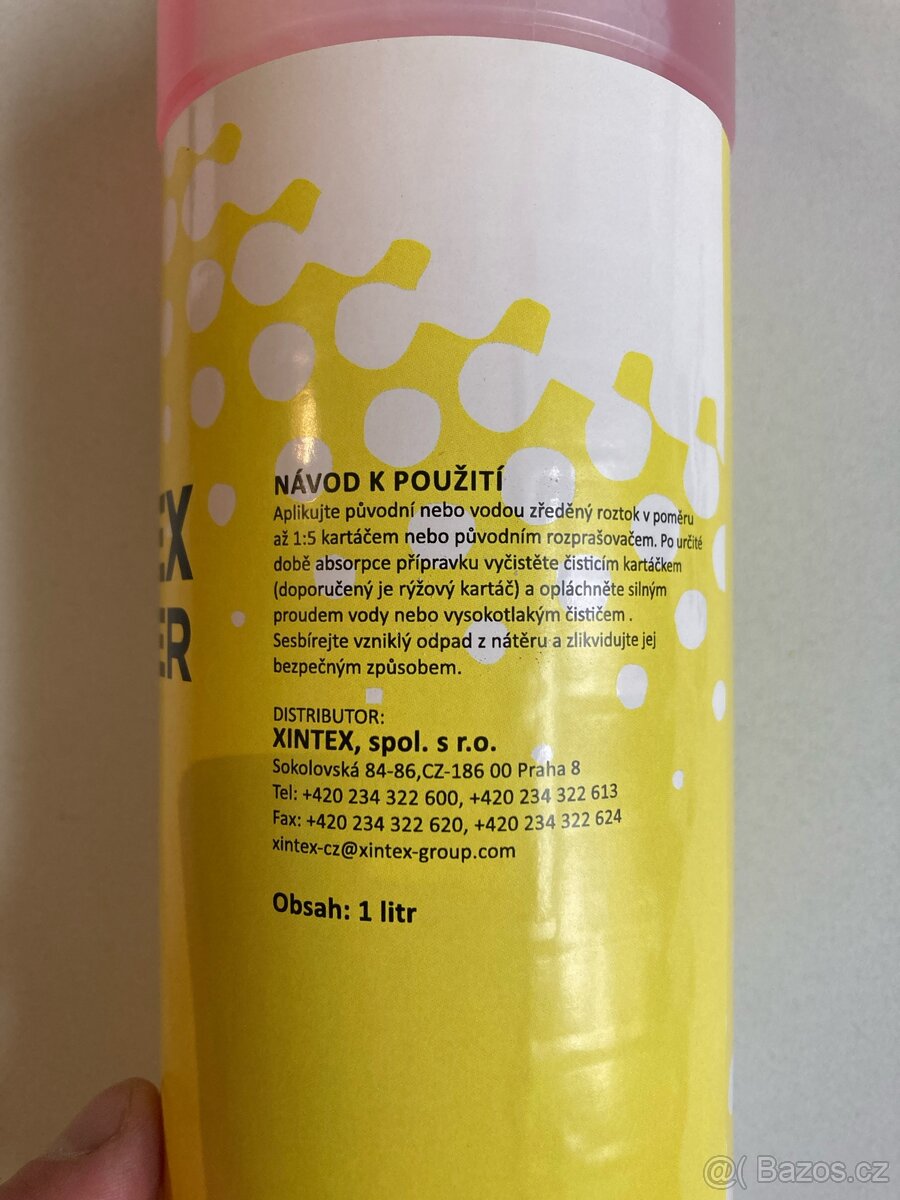 EX
ER
NÁVOD K POUŽITÍ
Aplikujte původní nebo vodou zředěný roztok v poměru
až 1:5 kartáčem nebo původním rozprašovačem. Po určité
době absorpce přípravku vyčistěte čisticím kartáčkem
(doporučený je rýžový kartáč) a opláchněte silným
proudem vody nebo vysokotlakým čističem .
Sesbírejte vzniklý odpad z nátěru a zlikvidujte jej
bezpečným způsobem.
DISTRIBUTOR:
XINTEX, spol. s r.o.
Sokolovská 84-86,CZ-186 00 Praha 8
Tel: +420 234 322 600, +420 234 322 613
Fax: +420 234 322 620, +420 234 322 624
xintex-cz@xintex-group.com
Obsah: 1 litr
@( Bazos.cz